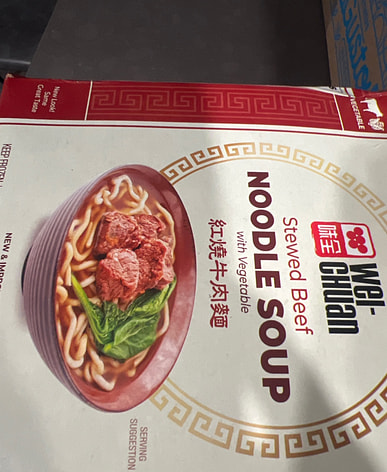 New Look!
Same
Great Taste
VEGETABLE
WEI-
CHUAN
味全
Stewed Beef
NOODLE SOUP
with Vegetable
紅燒牛肉麵
KEEP FROZEN
NEW &
SERVING
SUGGESTION